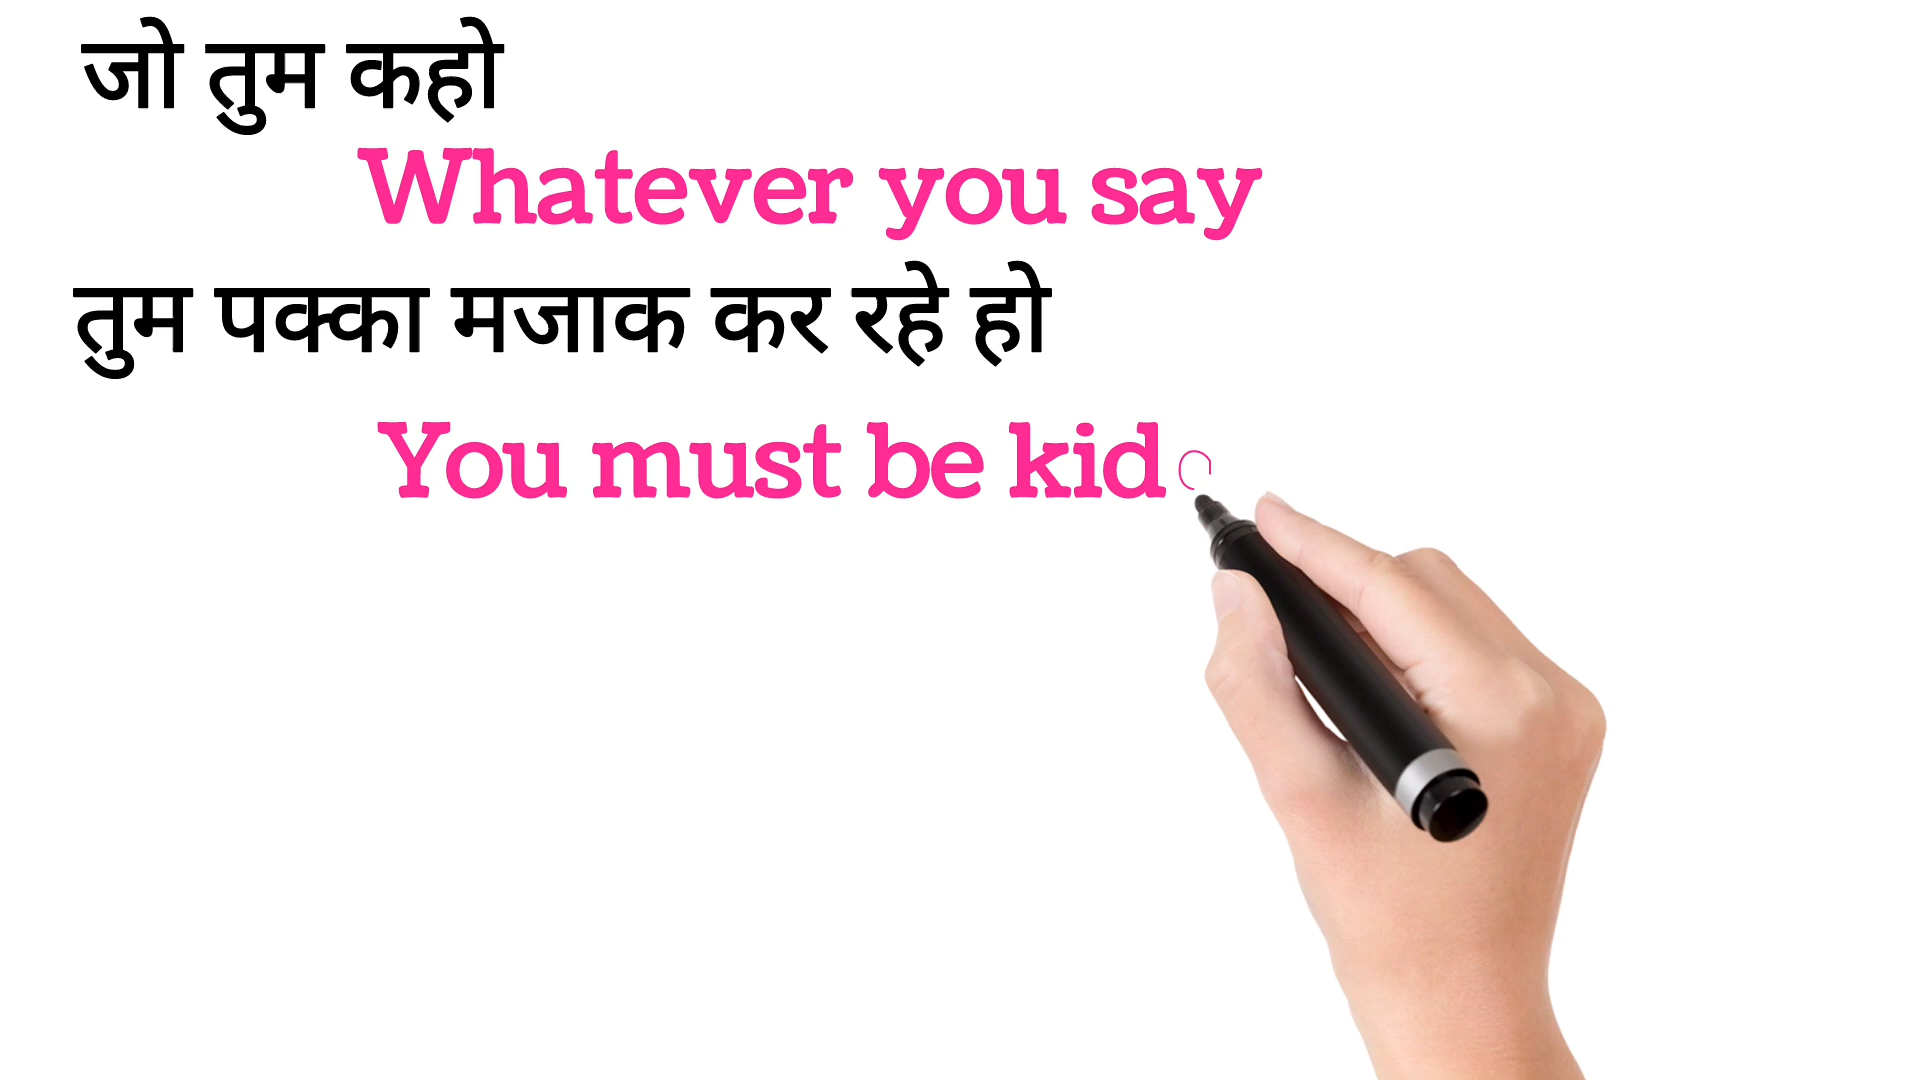 जो तुम कहो
Whatever you say
तुम पक्का मजाक कर रहे हो
You must be kid